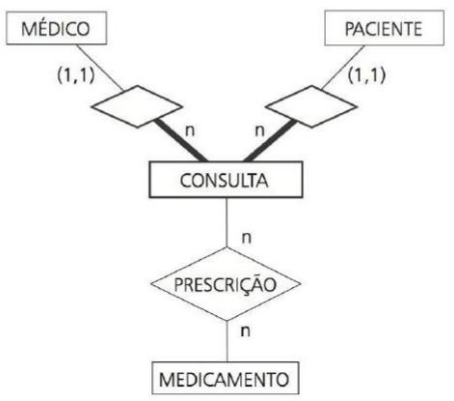 MÉDICO
PACIENTE
(1,1)
(1,1)
n
n
CONSULTA
n
PRESCRIÇÃO
n
MEDICAMENTO